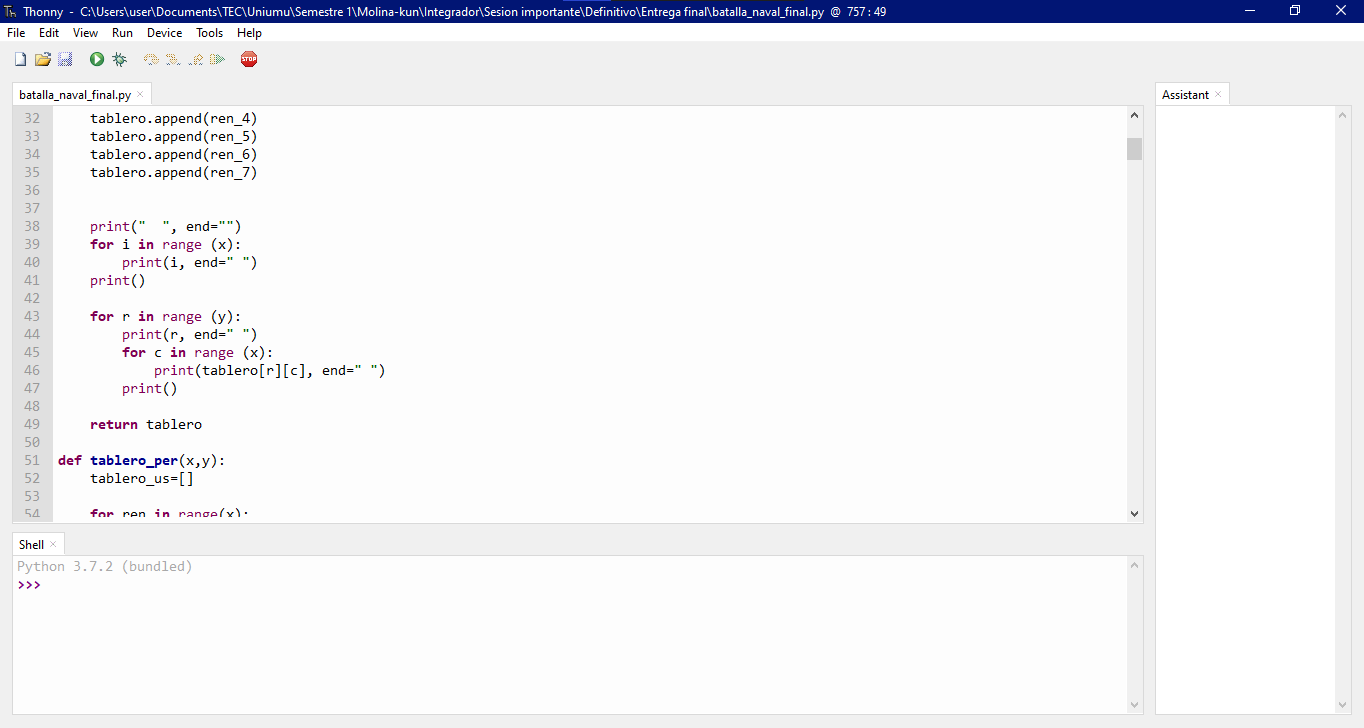 Thonny - C:\Users\user\Documents\TEC\Uniumu\Semestre 1\Molina-kun\Integrador\Sesion importante\Definitivo\Entrega final\batalla_naval_final.py @ 757 : 49
File Edit View Run Device Tools Help
STOP
batalla_naval_final.py
Assistant
32 tablero.append(ren_4)
33 tablero.append(ren_5)
34 tablero.append(ren_6)
35 tablero.append(ren_7)
36
37
38 print("  ", end="")
39 for i in range (x):
40 print(i, end=" ")
41 print()
42
43 for r in range (y):
44 print(r, end=" ")
45 for c in range (x):
46 print(tablero[r][c], end=" ")
47 print()
48
49 return tablero
50
51 def tablero_per(x,y):
52 tablero_us=[]
53
54 for ren in range(x):
Shell
Python 3.7.2 (bundled)
>>>